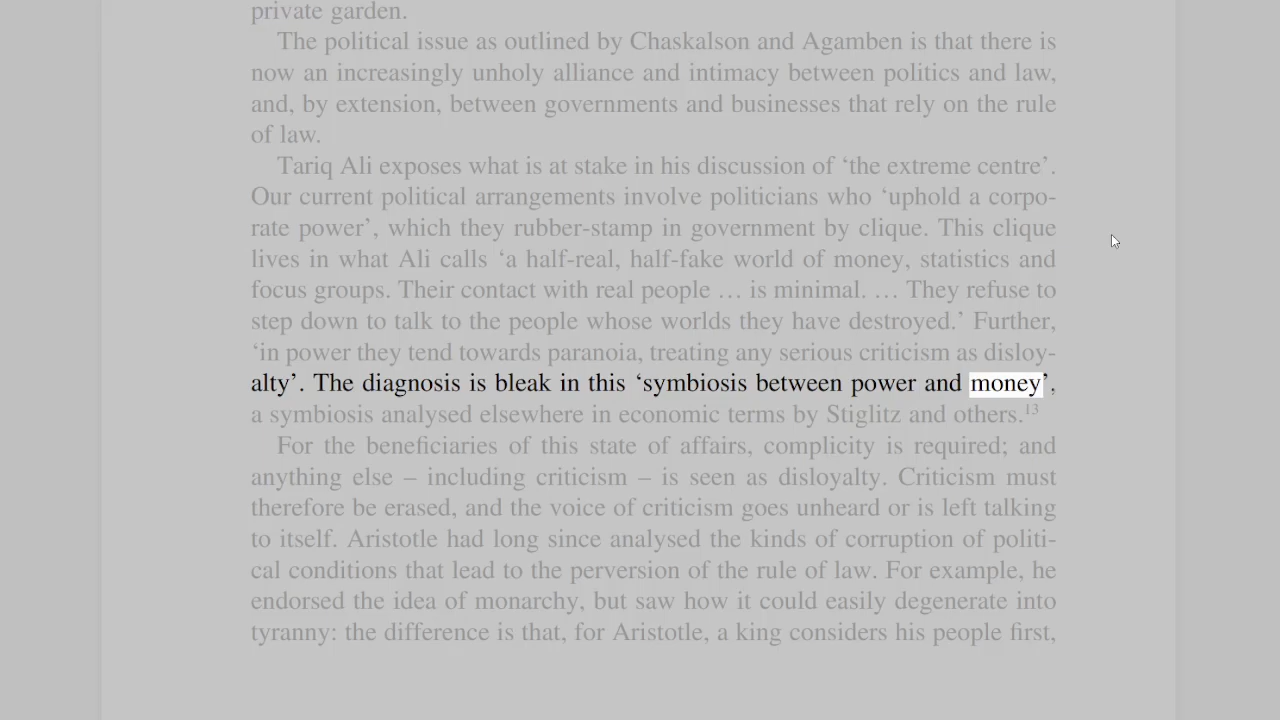 private garden.
The political issue as outlined by Chaskalson and Agamben is that there is
now an increasingly unholy alliance and intimacy between politics and law,
and, by extension, between governments and businesses that rely on the rule
of law.
Tariq Ali exposes what is at stake in his discussion of ‘the extreme centre’.
Our current political arrangements involve politicians who ‘uphold a corpo-
rate power’, which they rubber-stamp in government by clique. This clique
lives in what Ali calls ‘a half-real, half-fake world of money, statistics and
focus groups. Their contact with real people … is minimal. … They refuse to
step down to talk to the people whose worlds they have destroyed.’ Further,
‘in power they tend towards paranoia, treating any serious criticism as disloy-
alty’. The diagnosis is bleak in this ‘symbiosis between power and money’,
a symbiosis analysed elsewhere in economic terms by Stiglitz and others.13
For the beneficiaries of this state of affairs, complicity is required; and
anything else – including criticism – is seen as disloyalty. Criticism must
therefore be erased, and the voice of criticism goes unheard or is left talking
to itself. Aristotle had long since analysed the kinds of corruption of politi-
cal conditions that lead to the perversion of the rule of law. For example, he
endorsed the idea of monarchy, but saw how it could easily degenerate into
tyranny: the difference is that, for Aristotle, a king considers his people first,